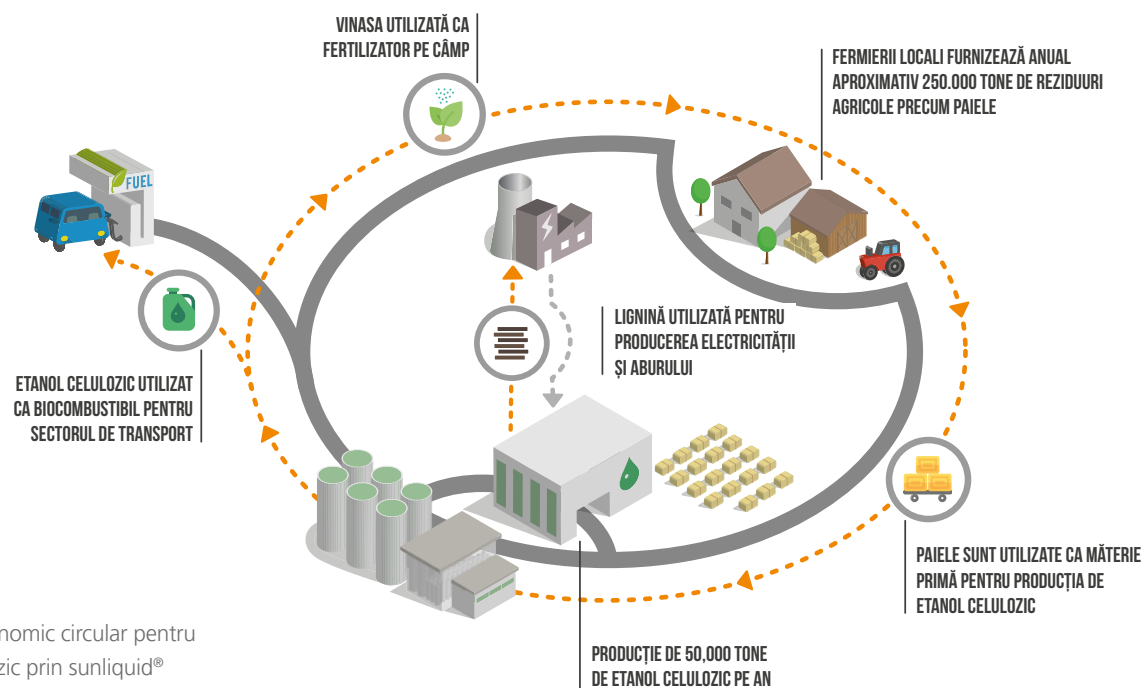 VINASA UTILIZATĂ CA
FERTILIZATOR PE CÂMP
FERMIERII LOCALI FURNIZEAZĂ ANUAL
APROXIMATIV 250.000 TONE DE REZIDUURI
AGRICOLE PRECUM PAIELE
FUEL
LIGNINĂ UTILIZATĂ PENTRU
PRODUCEREA ELECTRICITĂȚII
ȘI ABURULUI
ETANOL CELULOZIC UTILIZAT
CA BIOCOMBUSTIBIL PENTRU
SECTORUL DE TRANSPORT
PAIELE SUNT UTILIZATE CA MĂTERIE
PRIMĂ PENTRU PRODUCȚIA DE
ETANOL CELULOZIC
nomic circular pentru
zic prin sunliquid®
PRODUCȚIE DE 50,000 TONE
DE ETANOL CELULOZIC PE AN